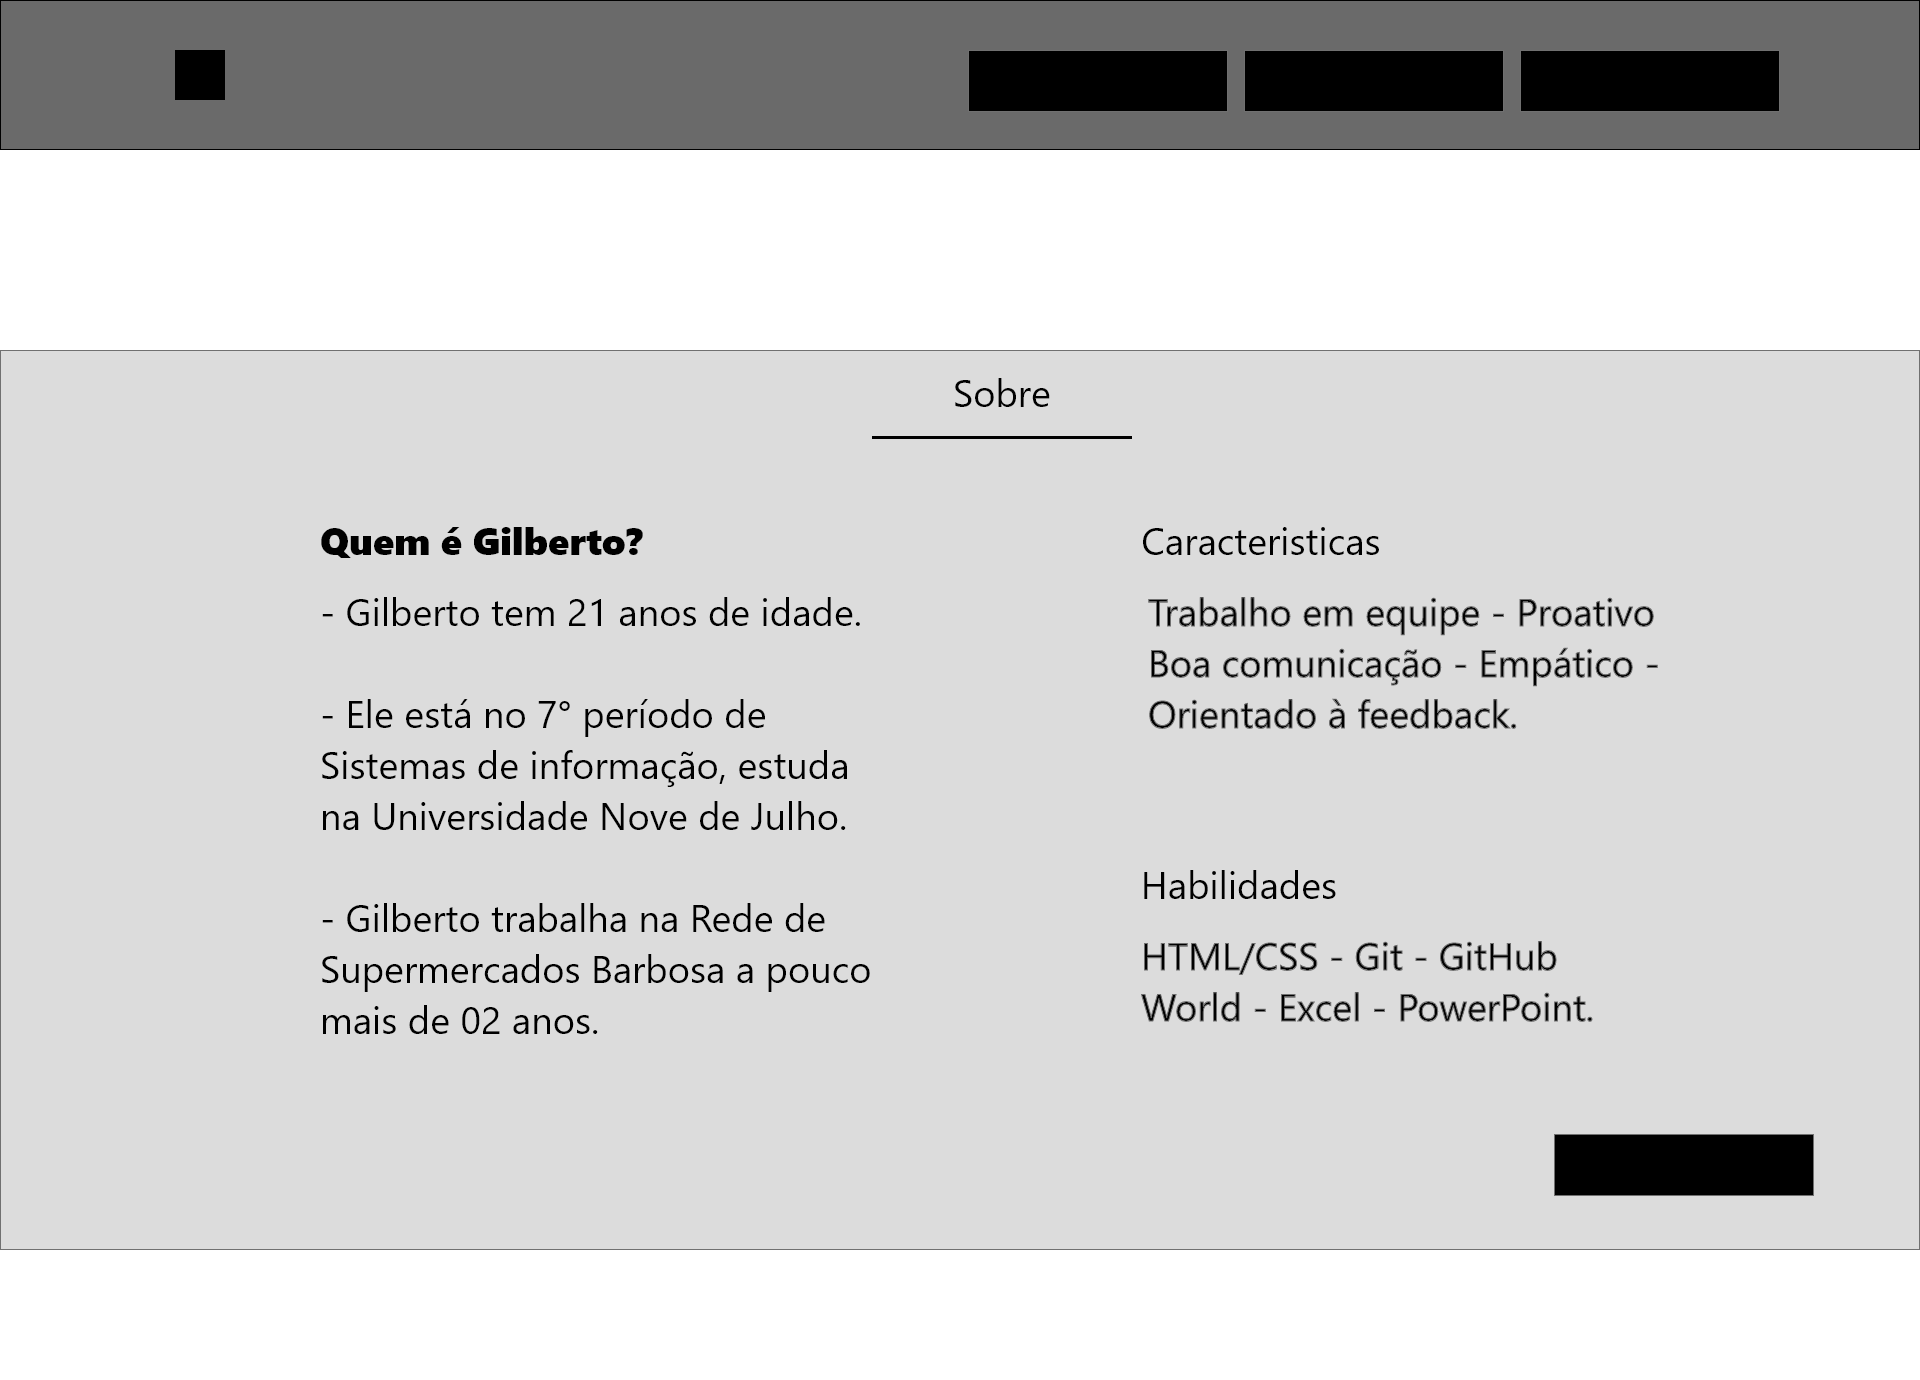 Sobre
Quem é Gilberto?
- Gilberto tem 21 anos de idade.
- Ele está no 7° período de
Sistemas de informação, estuda
na Universidade Nove de Julho.
- Gilberto trabalha na Rede de
Supermercados Barbosa a pouco
mais de 02 anos.
Caracteristicas
Trabalho em equipe - Proativo
Boa comunicação - Empático -
Orientado à feedback.
Habilidades
HTML/CSS - Git - GitHub
World - Excel - PowerPoint.